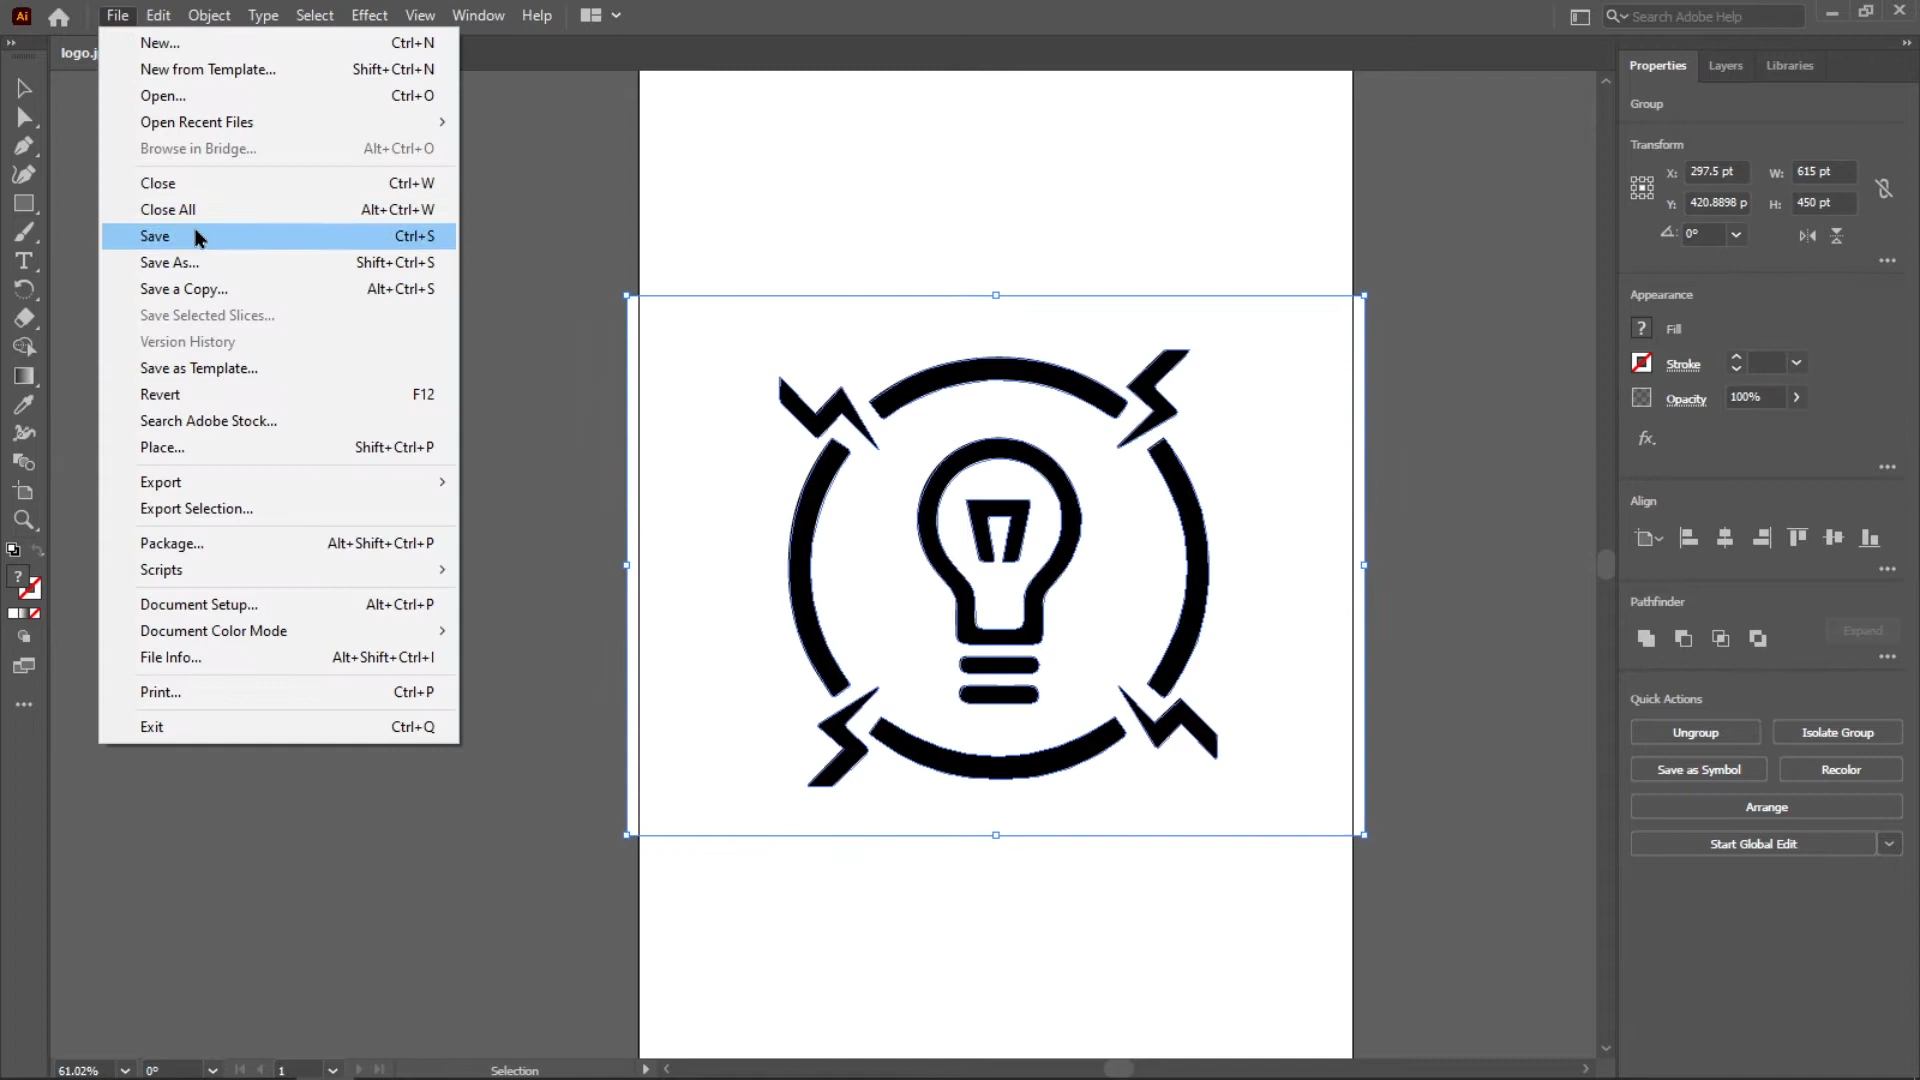 Ai File Edit Object Type Select Effect View Window Help Search Adobe Help
logo.j
New... Ctrl+N
New from Template... Shift+Ctrl+N
Open... Ctrl+O
Open Recent Files
Browse in Bridge... Alt+Ctrl+O
Close Ctrl+W
Close All Alt+Ctrl+W
Save Ctrl+S
Save As... Shift+Ctrl+S
Save a Copy... Alt+Ctrl+S
Save Selected Slices...
Version History
Save as Template...
Revert F12
Search Adobe Stock...
Place... Shift+Ctrl+P
Export
Export Selection...
Package... Alt+Shift+Ctrl+P
Scripts
Document Setup... Alt+Ctrl+P
Document Color Mode
File Info... Alt+Shift+Ctrl+I
Print... Ctrl+P
Exit Ctrl+Q
Properties Layers Libraries
Group
Transform
X: 297.5 pt W: 615 pt
Y: 420.8898 p H: 450 pt
0°
Appearance
? Fill
Stroke
Opacity 100%
fx.
Align
Pathfinder
Expand
Quick Actions
Ungroup Isolate Group
Save as Symbol Recolor
Arrange
Start Global Edit
?
61.02% 0° 1 Selection